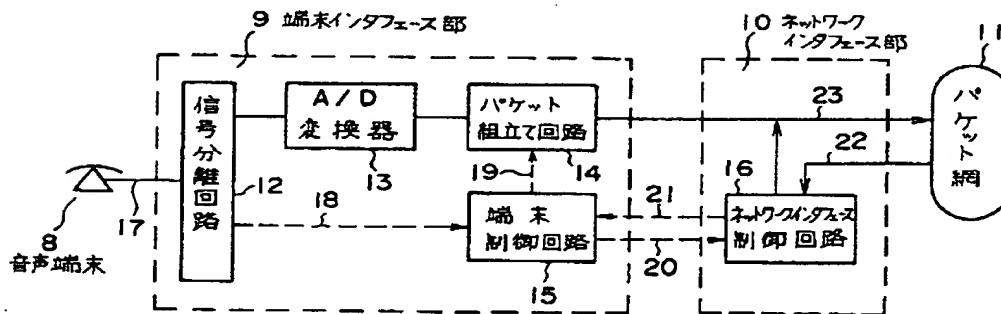 9 端末インタフェース部
10 ネットワーク
インタフェース部
11
パケット網
信号分離回路
12
A/D
変換器
13
パケット
組立て回路
14
23
22
19
18
21
20
端末
制御回路
15
16
ネットワークインタフェース
制御回路
17
8
音声端末